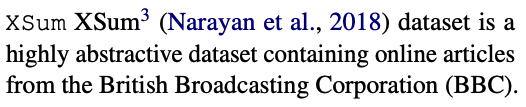 XSum XSum³ (Narayan et al., 2018) dataset is a
highly abstractive dataset containing online articles
from the British Broadcasting Corporation (BBC).